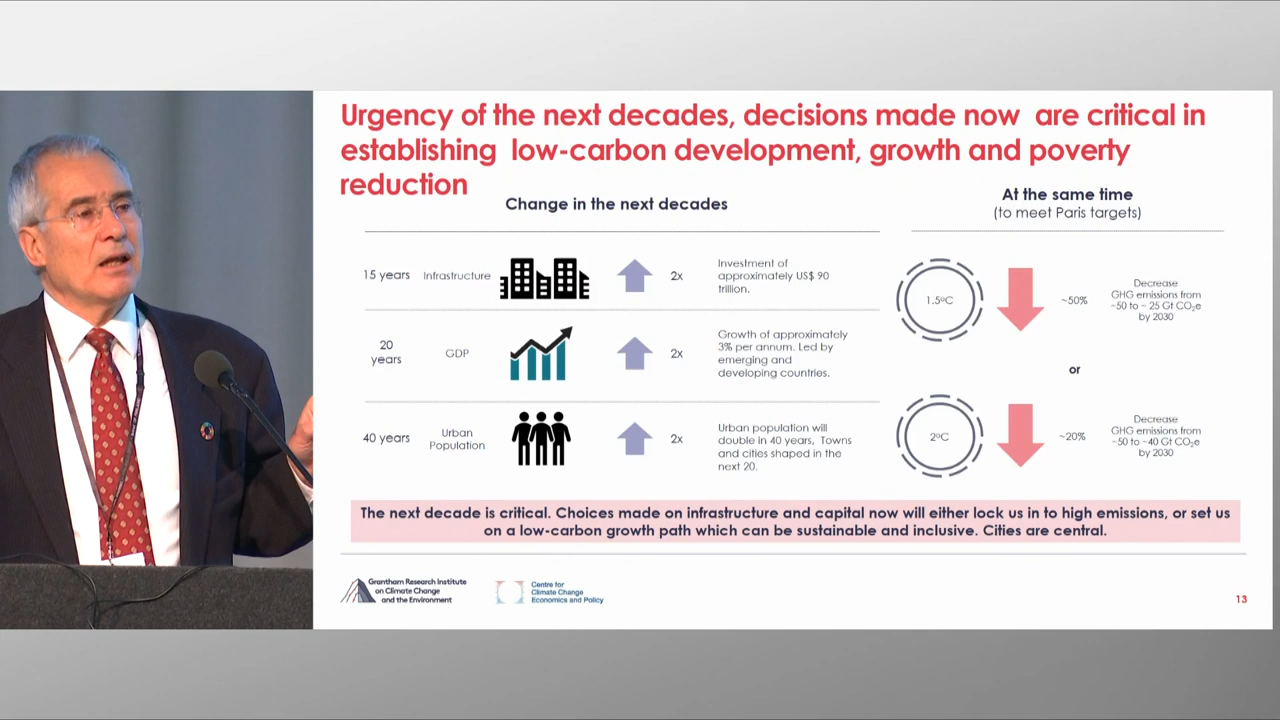 Urgency of the next decades, decisions made now are critical in
establishing low-carbon development, growth and poverty
reduction
Change in the next decades
15 years
Infrastructure
2x
Investment of
approximately US$ 90
trillion.
20
years
GDP
2x
Growth of approximately
3% per annum. Led by
emerging and
developing countries.
40 years
Urban
Population
2x
Urban population will
double in 40 years, Towns
and cities shaped in the
next 20.
At the same time
(to meet Paris targets)
1.5ºC
~50%
Decrease
GHG emissions from
~50 to ~ 25 Gt CO₂e
by 2030
or
2ºC
~20%
Decrease
GHG emissions from
~50 to ~40 Gt CO₂e
by 2030
The next decade is critical. Choices made on infrastructure and capital now will either lock us in to high emissions, or set us
on a low-carbon growth path which can be sustainable and inclusive. Cities are central.
Grantham Research Institute
on Climate Change
and the Environment
Centre for
Climate Change
Economics and Policy
13